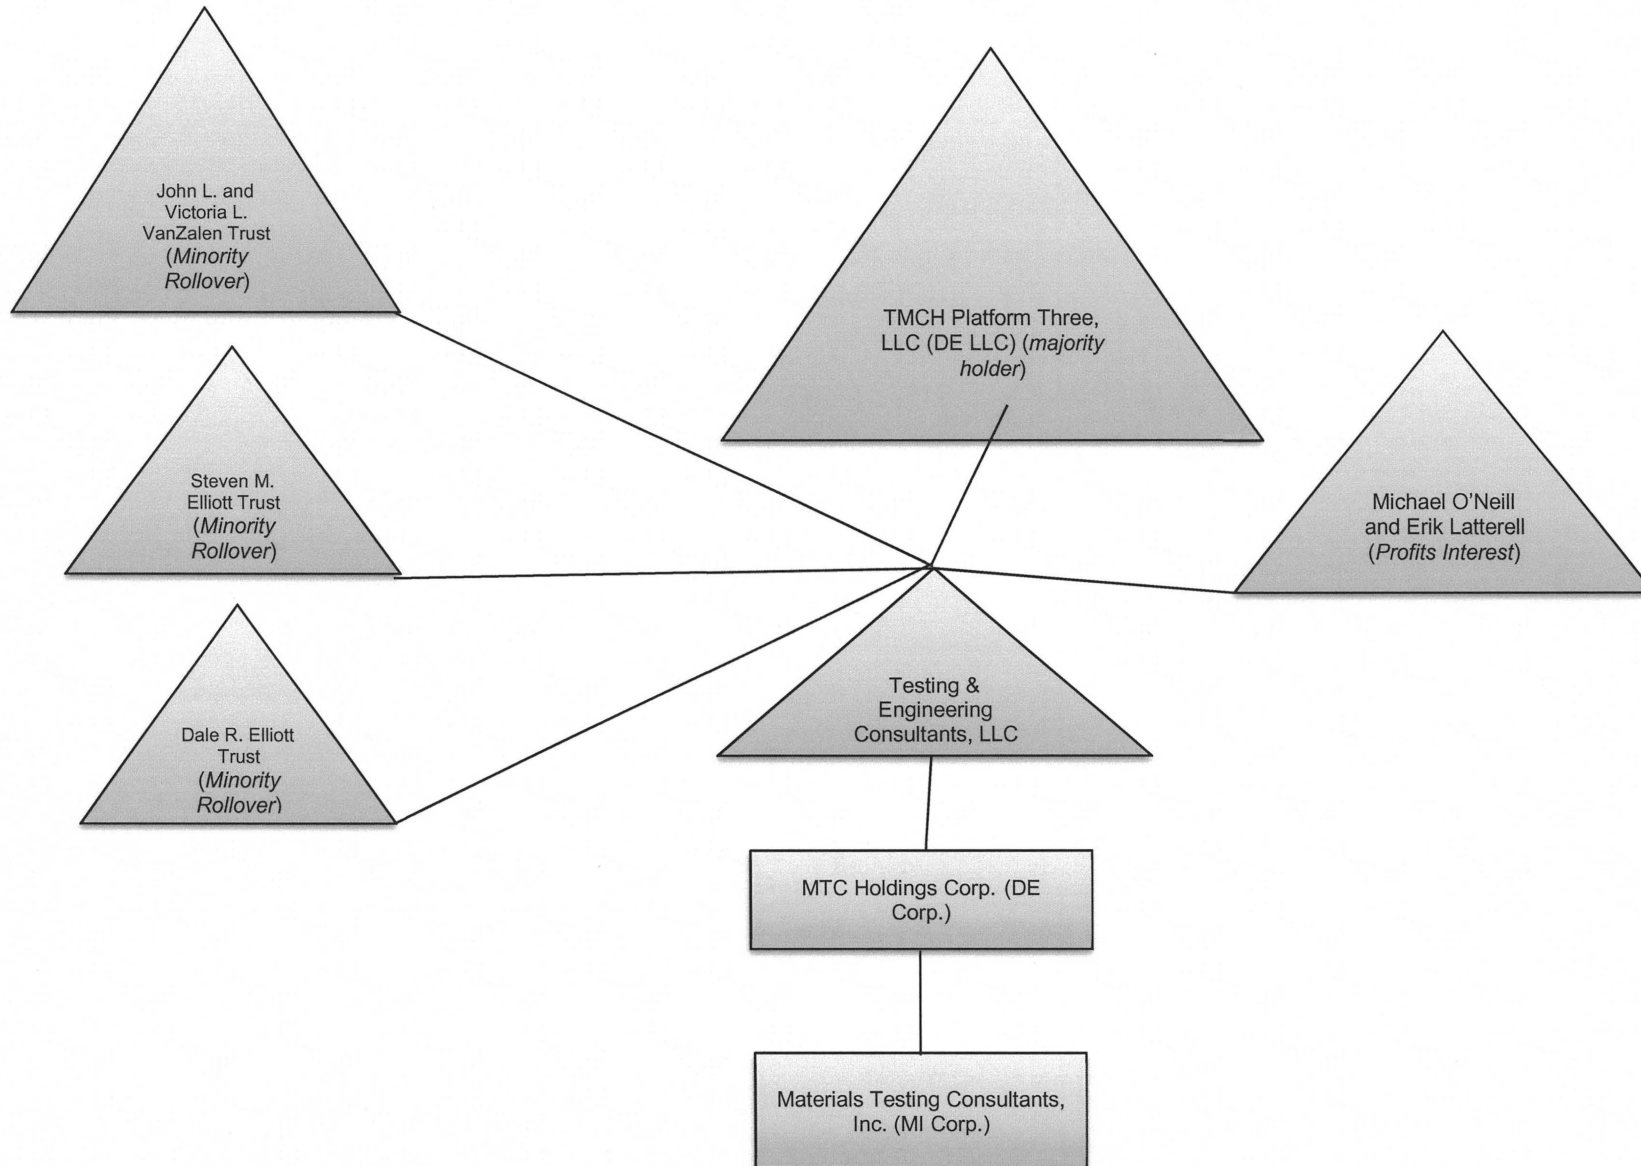 John L. and
Victoria L.
VanZalen Trust
(Minority
Rollover)
TMCH Platform Three,
LLC (DE LLC) (majority
holder)
Steven M.
Elliott Trust
(Minority
Rollover)
Michael O'Neill
and Erik Latterell
(Profits Interest)
Dale R. Elliott
Trust
(Minority
Rollover)
Testing &
Engineering
Consultants, LLC
MTC Holdings Corp. (DE
Corp.)
Materials Testing Consultants,
Inc. (MI Corp.)